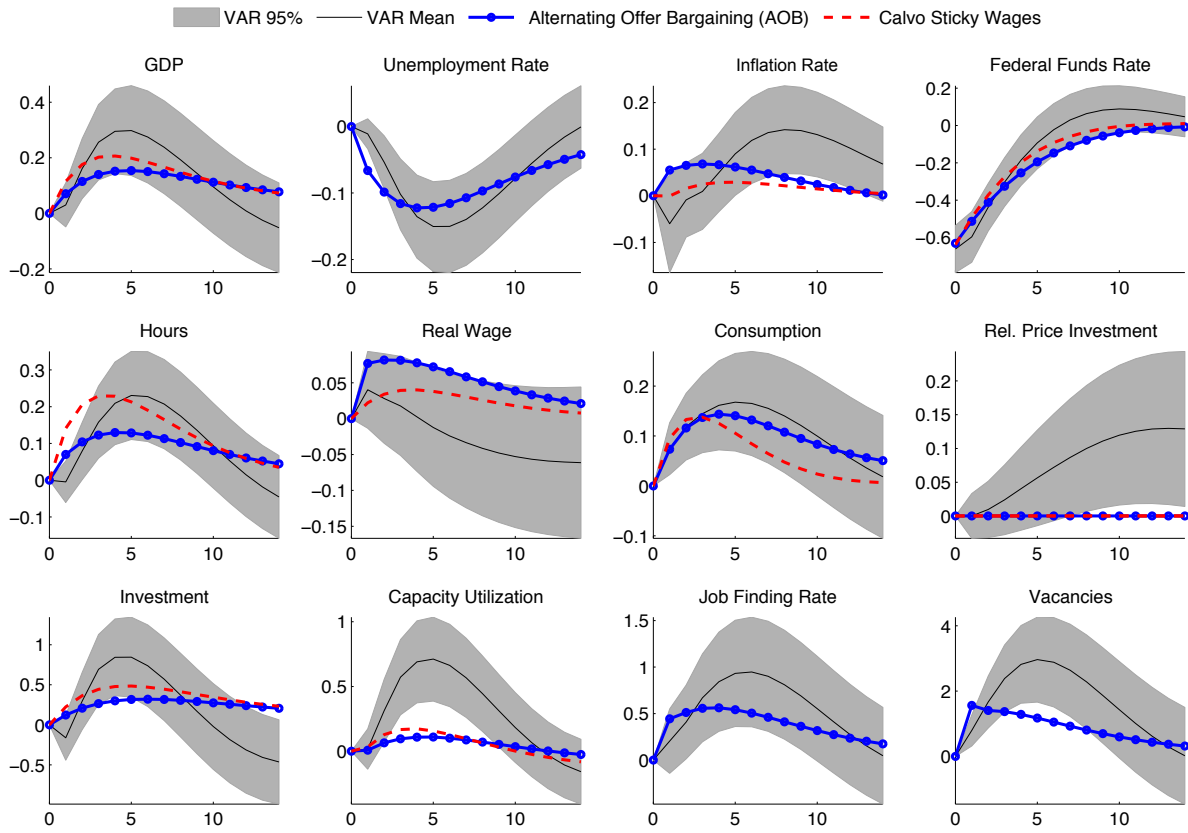 VAR 95% VAR Mean Alternating Offer Bargaining (AOB) Calvo Sticky Wages
GDP
0.4
0.2
0
−0.2
0 5 10
Unemployment Rate
0
−0.1
−0.2
0 5 10
Inflation Rate
0.2
0.1
0
−0.1
0 5 10
Federal Funds Rate
0.2
0
−0.2
−0.4
−0.6
0 5 10
Hours
0.3
0.2
0.1
0
−0.1
0 5 10
Real Wage
0.05
0
−0.05
−0.1
−0.15
0 5 10
Consumption
0.2
0.1
0
−0.1
0 5 10
Rel. Price Investment
0.2
0.15
0.1
0.05
0
0 5 10
Investment
1
0.5
0
−0.5
0 5 10
Capacity Utilization
1
0.5
0
0 5 10
Job Finding Rate
1.5
1
0.5
0
0 5 10
Vacancies
4
2
0
0 5 10